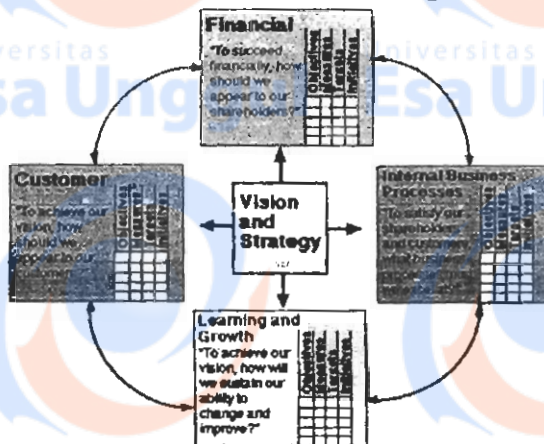 Financial
"To succeed
financially, how
should we
appear to our
shareholders?"
Objectives
Measures
Targets
Initiatives
Universitas
Esa Unggul
Customer
"To achieve our
vision, how
should we
appear to our
Objectives
Measures
Targets
Initiatives
Vision
and
Strategy
Internal Business
Processes
"To satisfy our
shareholders
and customers,
what business
Objectives
Measures
Targets
Initiatives
Learning and
Growth
"To achieve our
vision, how will
we sustain our
ability to
change and
improve?"
Objectives
Measures
Targets
Initiatives